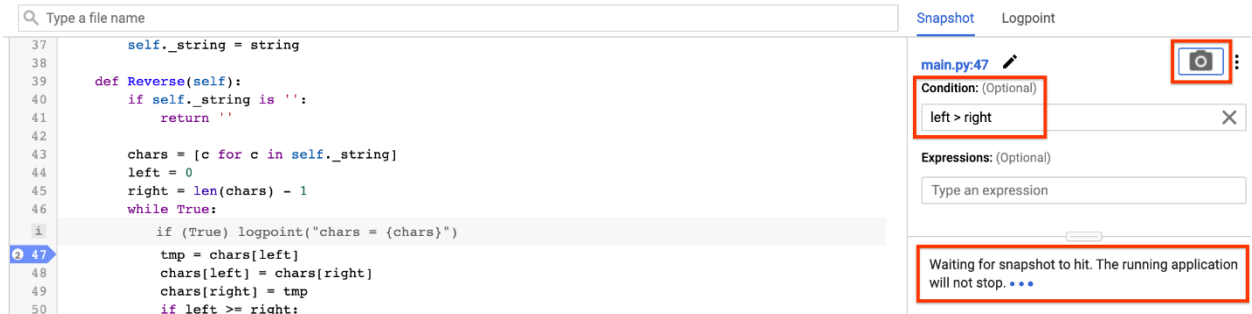 Type a file name
37 self._string = string
38
39 def Reverse(self):
40 if self._string is '':
41 return ''
42
43 chars = [c for c in self._string]
44 left = 0
45 right = len(chars) - 1
46 while True:
i if (True) logpoint("chars = {chars}")
2 47 tmp = chars[left]
48 chars[left] = chars[right]
49 chars[right] = tmp
50 if left >= right:
Snapshot Logpoint
main.py:47
Condition: (Optional)
left > right
Expressions: (Optional)
Type an expression
Waiting for snapshot to hit. The running application
will not stop.